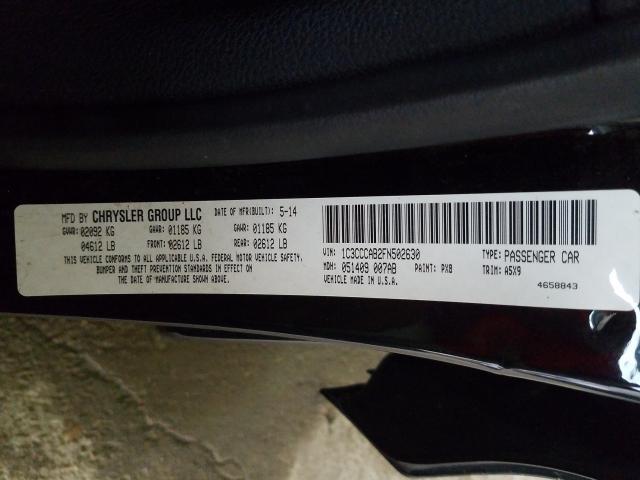 MFD BY CHRYSLER GROUP LLC DATE OF MFR(BUILT): 5-14
GVWR: 02092 KG GAWR: 01185 KG GAWR: 01185 KG
04612 LB FRONT: 02612 LB REAR: 02612 LB
THIS VEHICLE CONFORMS TO ALL APPLICABLE U.S.A. FEDERAL MOTOR VEHICLE SAFETY,
BUMPER AND THEFT PREVENTION STANDARDS IN EFFECT ON
THE DATE OF MANUFACTURE SHOWN ABOVE.
VIN: 1C3CCCAB2FN502630 TYPE: PASSENGER CAR
MDH: 051409 007AB PAINT: PX8 TRIM: A5X9
VEHICLE MADE IN U.S.A.
4658843